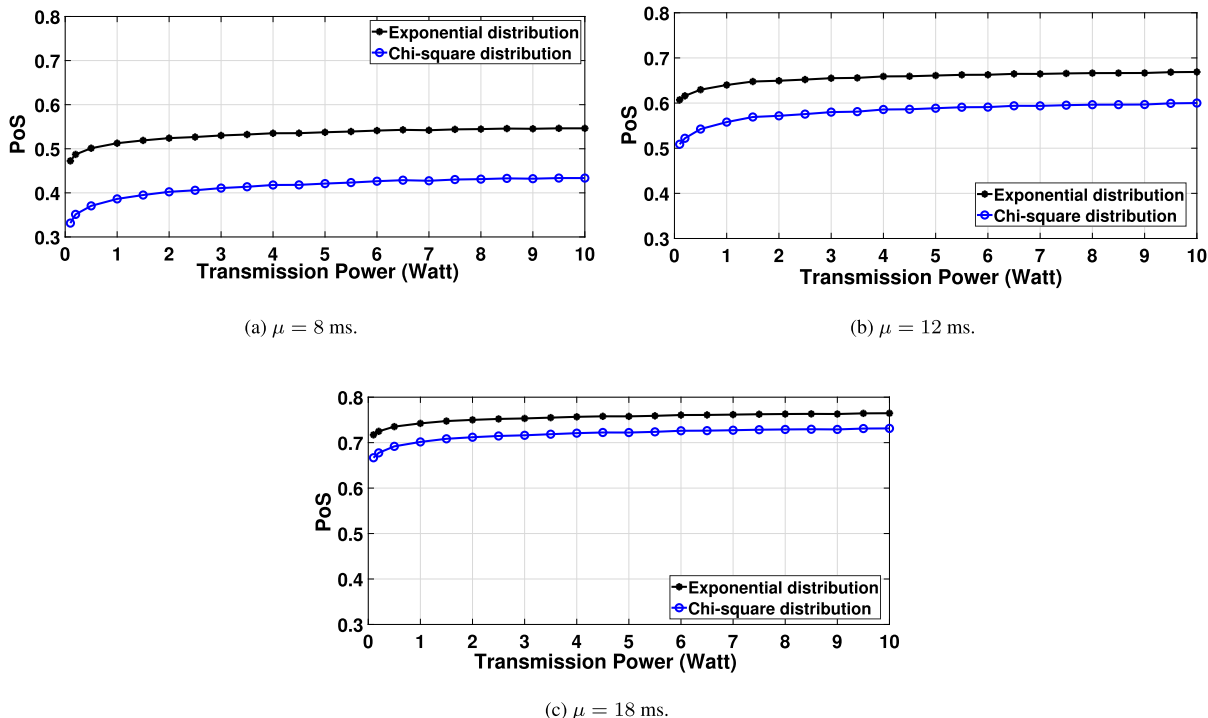 0.8
0.7
0.6
0.5
0.4
0.3
PoS
Exponential distribution
Chi-square distribution
0 1 2 3 4 5 6 7 8 9 10
Transmission Power (Watt)
(a) μ = 8 ms.
0.8
0.7
0.6
0.5
0.4
0.3
PoS
Exponential distribution
Chi-square distribution
0 1 2 3 4 5 6 7 8 9 10
Transmission Power (Watt)
(b) μ = 12 ms.
0.8
0.7
0.6
0.5
0.4
0.3
PoS
Exponential distribution
Chi-square distribution
0 1 2 3 4 5 6 7 8 9 10
Transmission Power (Watt)
(c) μ = 18 ms.